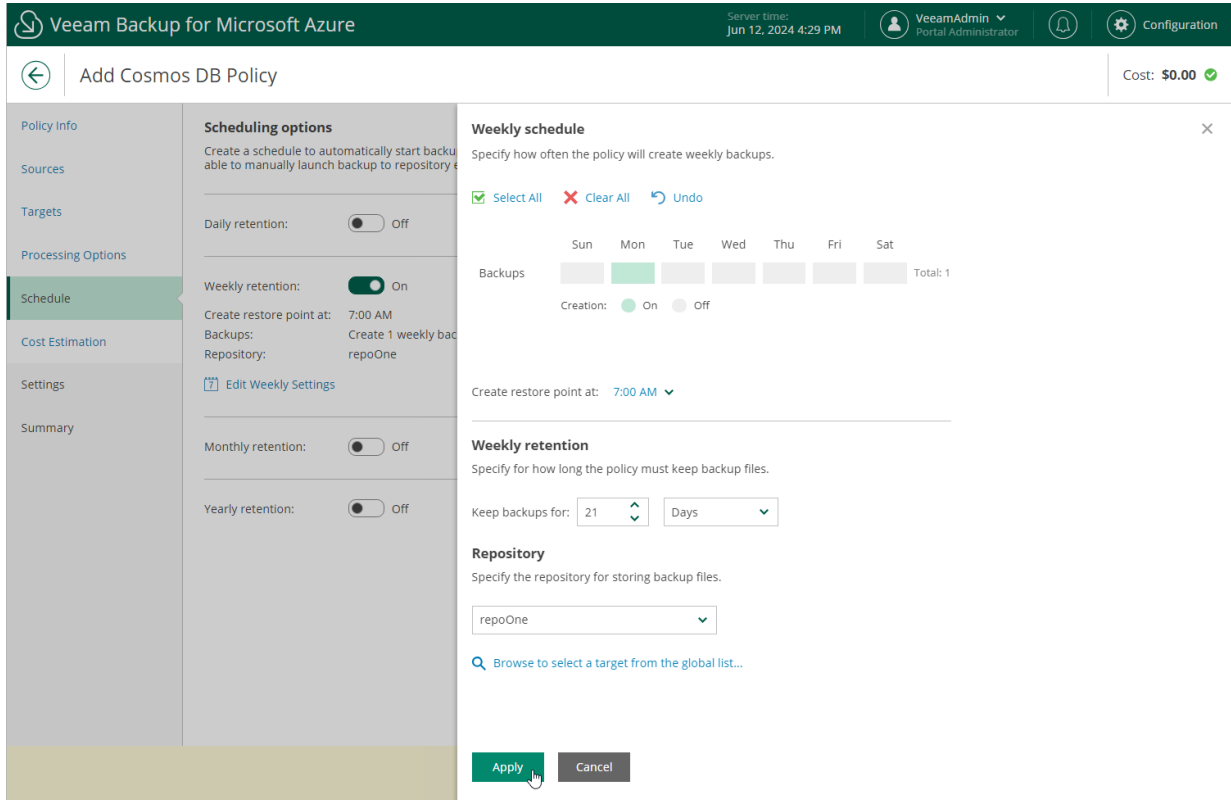 Veeam Backup for Microsoft Azure
Server time:
Jun 12, 2024 4:29 PM
VeeamAdmin
Portal Administrator
Configuration
Add Cosmos DB Policy
Cost: $0.00
Policy Info
Sources
Targets
Processing Options
Schedule
Cost Estimation
Settings
Summary
Scheduling options
Create a schedule to automatically start backu
able to manually launch backup to repository e
Daily retention: Off
Weekly retention: On
Create restore point at: 7:00 AM
Backups: Create 1 weekly bac
Repository: repoOne
7 Edit Weekly Settings
Monthly retention: Off
Yearly retention: Off
Weekly schedule
Specify how often the policy will create weekly backups.
Select All Clear All Undo
Sun Mon Tue Wed Thu Fri Sat
Backups Total: 1
Creation: On Off
Create restore point at: 7:00 AM
Weekly retention
Specify for how long the policy must keep backup files.
Keep backups for: 21 Days
Repository
Specify the repository for storing backup files.
repoOne
Browse to select a target from the global list...
Apply Cancel